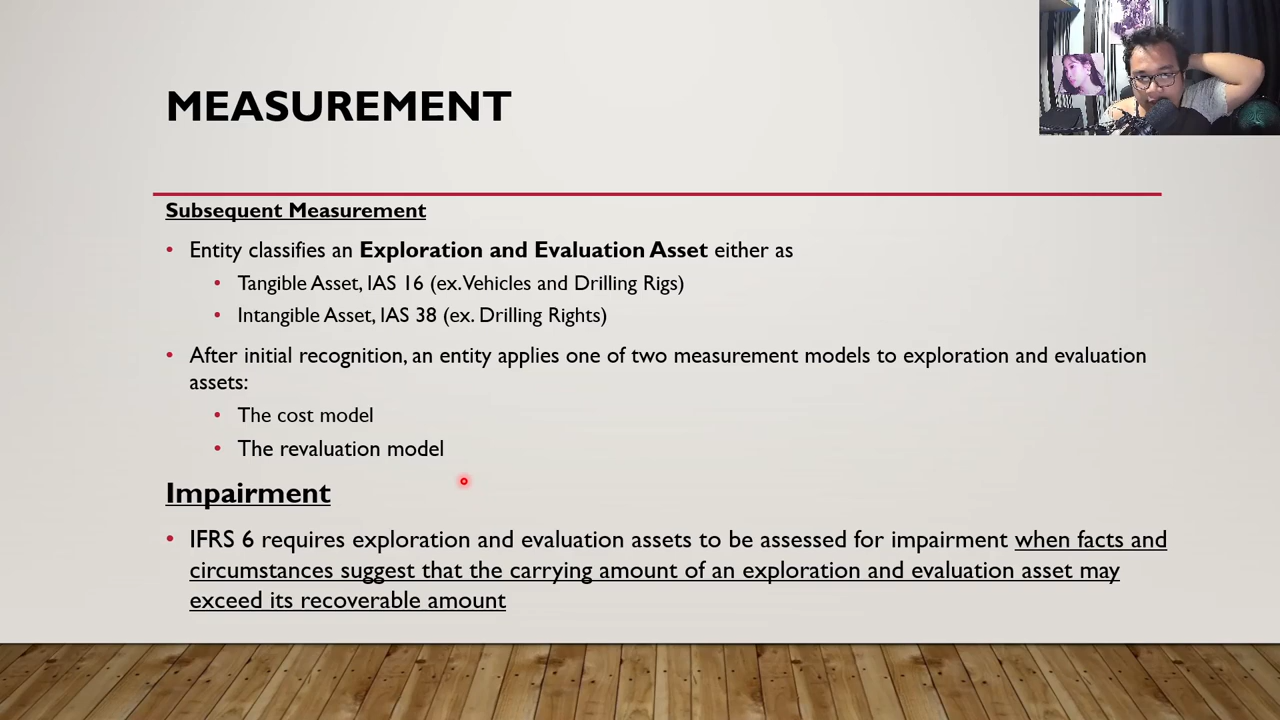 MEASUREMENT
Subsequent Measurement
• Entity classifies an Exploration and Evaluation Asset either as
• Tangible Asset, IAS 16 (ex. Vehicles and Drilling Rigs)
• Intangible Asset, IAS 38 (ex. Drilling Rights)
• After initial recognition, an entity applies one of two measurement models to exploration and evaluation
assets:
• The cost model
• The revaluation model
Impairment
• IFRS 6 requires exploration and evaluation assets to be assessed for impairment when facts and
circumstances suggest that the carrying amount of an exploration and evaluation asset may
exceed its recoverable amount